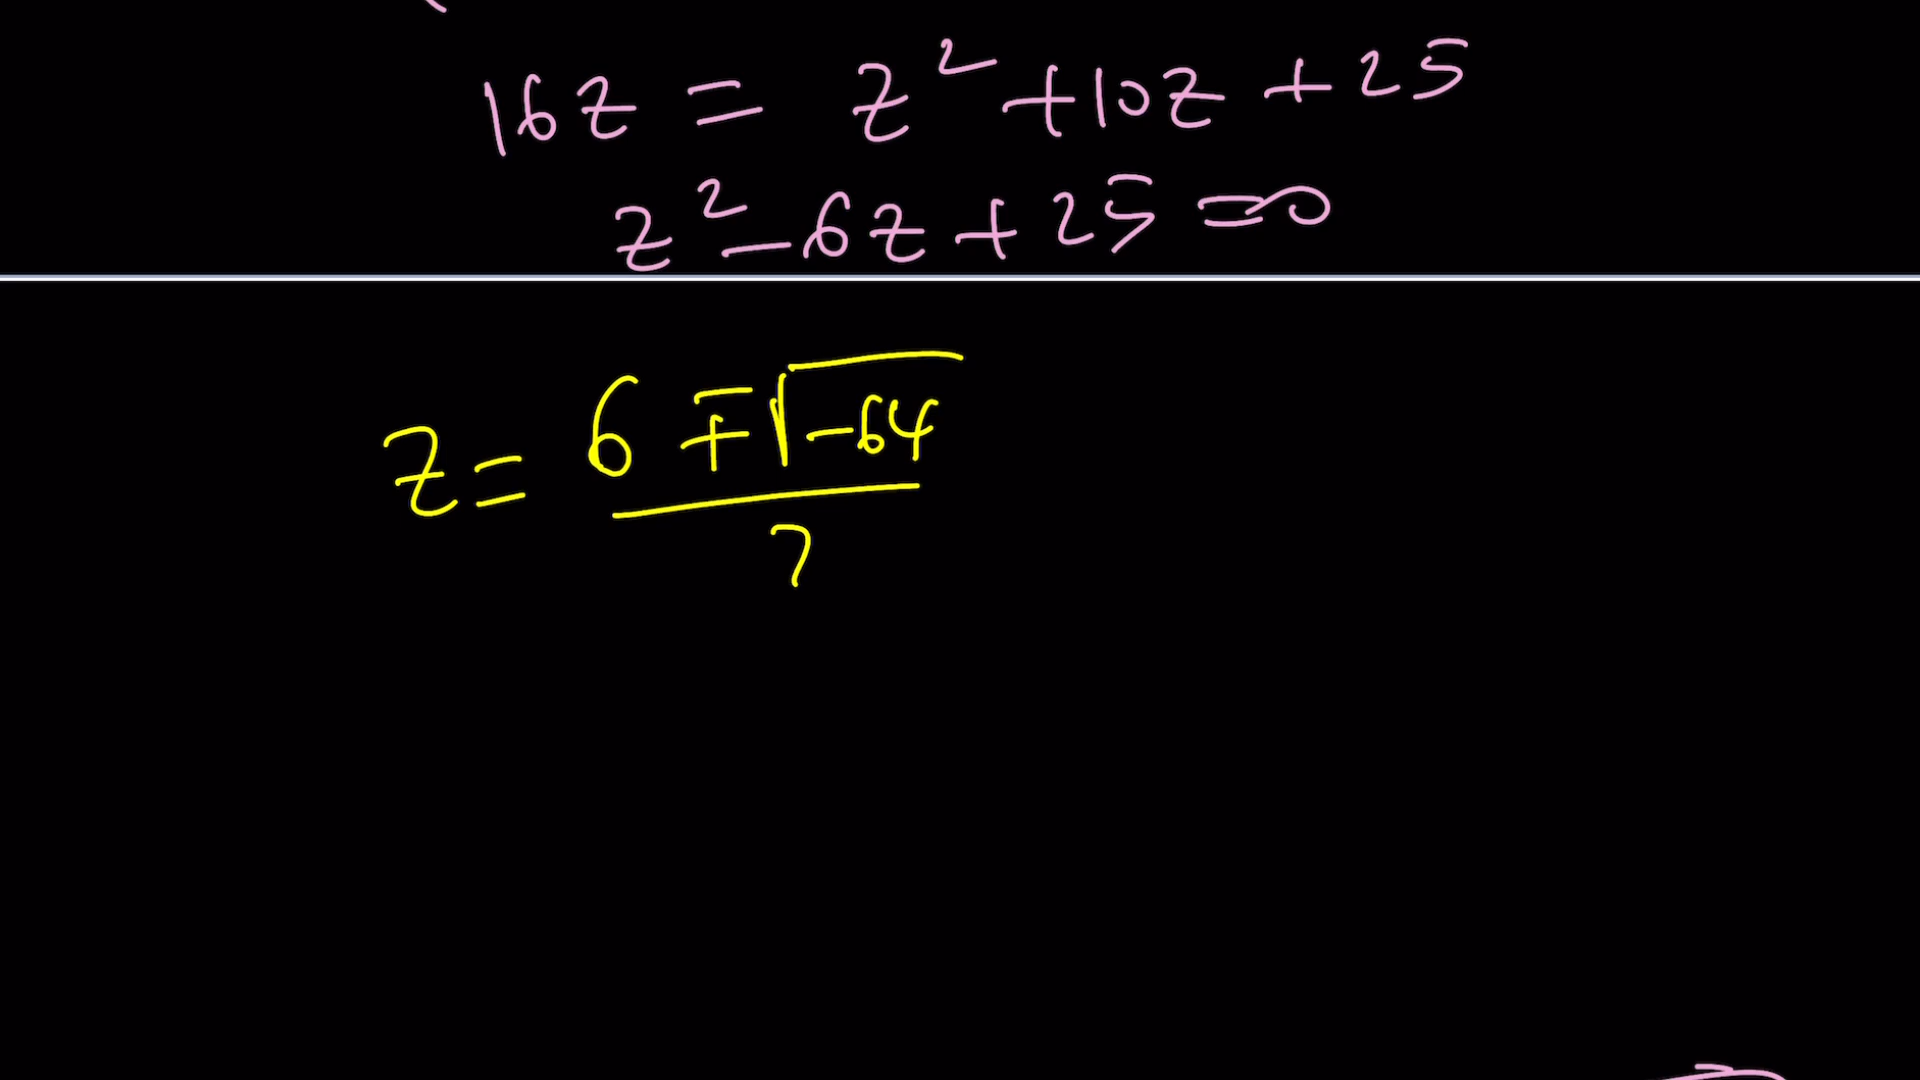 16z = z² + 10z + 25
z² - 6z + 25 = 0
z = (6 ∓ √-64) / 2